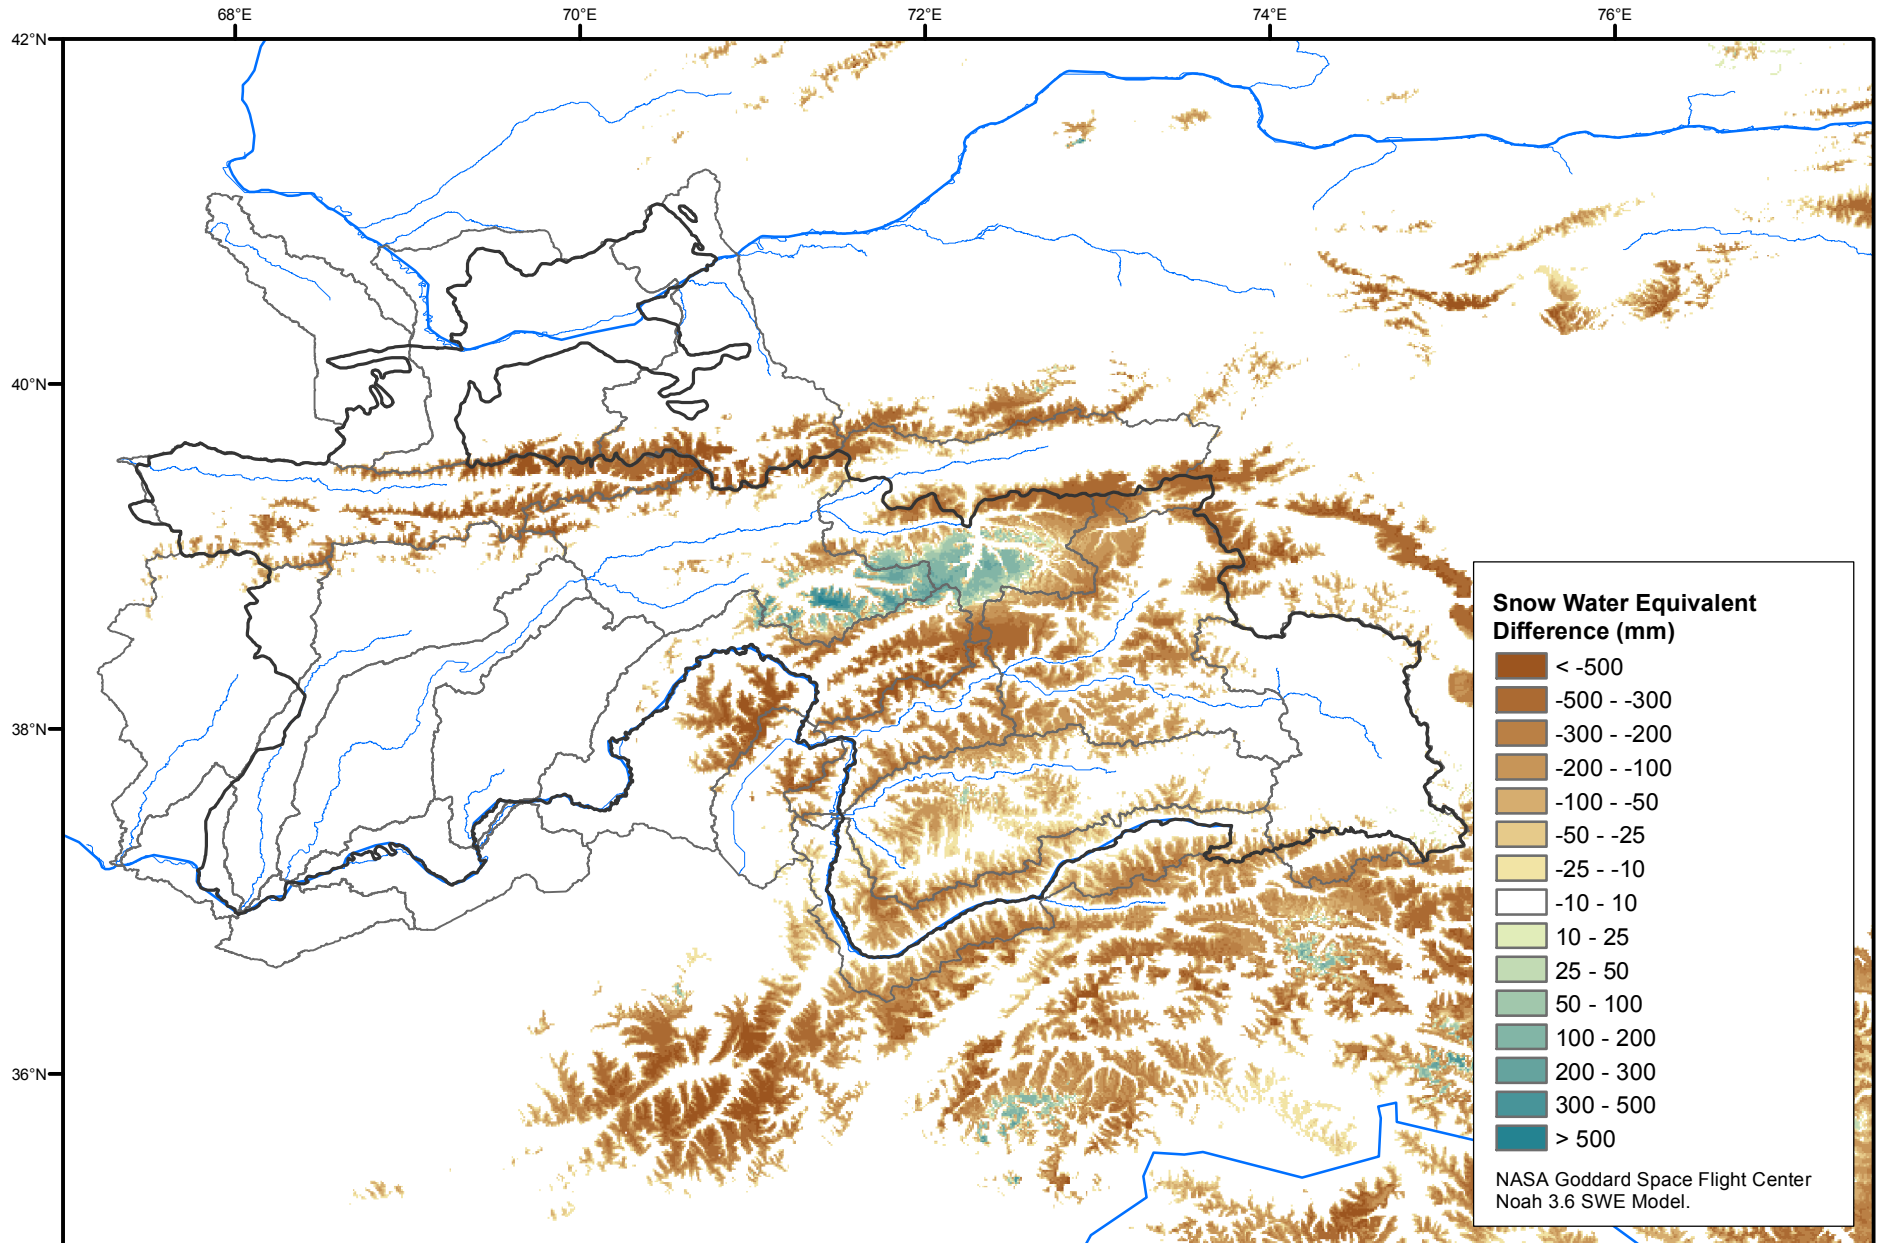 68°E 70°E 72°E 74°E 76°E
42°N
40°N
38°N
36°N
Snow Water Equivalent
Difference (mm)
< -500
-500 - -300
-300 - -200
-200 - -100
-100 - -50
-50 - -25
-25 - -10
-10 - 10
10 - 25
25 - 50
50 - 100
100 - 200
200 - 300
300 - 500
> 500
NASA Goddard Space Flight Center
Noah 3.6 SWE Model.